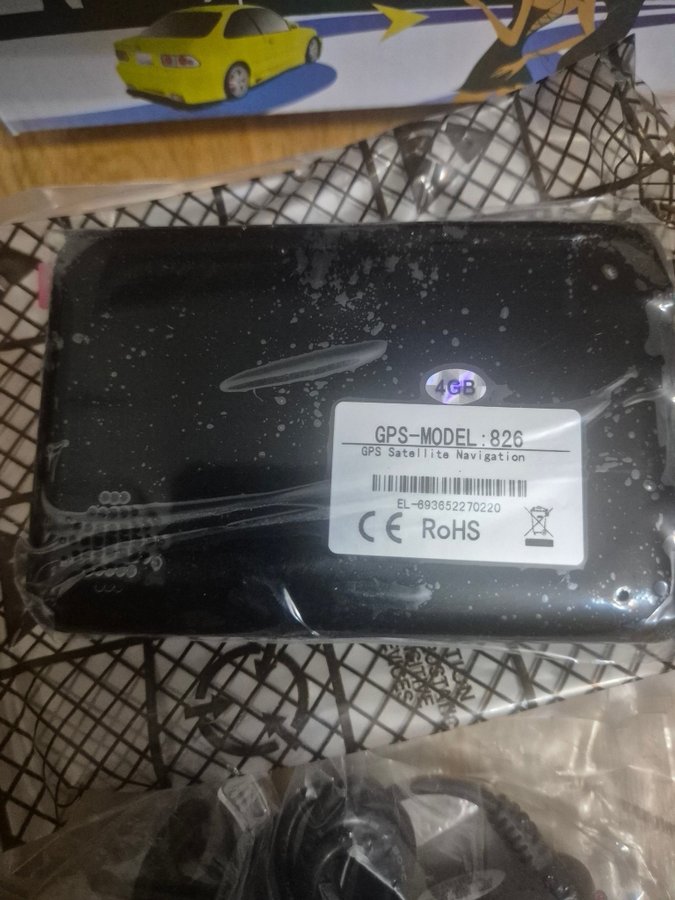 4GB
GPS-MODEL:826
GPS Satellite Navigation
EL-693652270220
CE RoHS